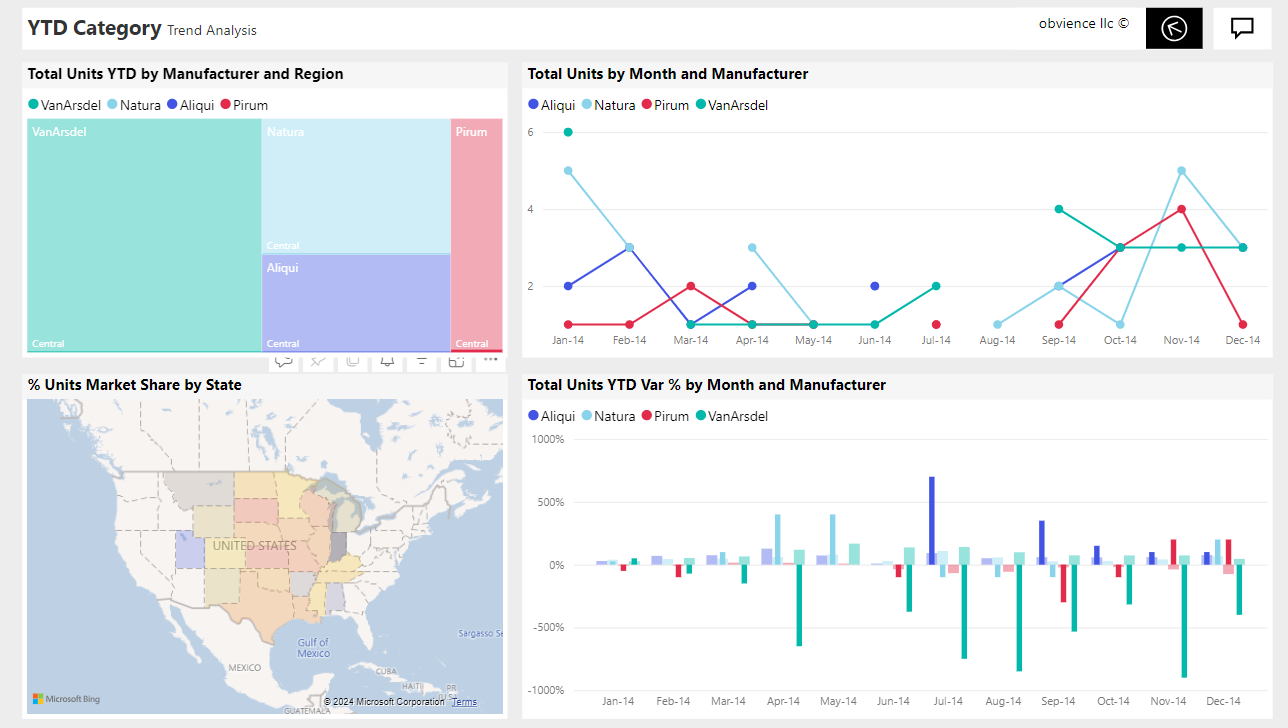 YTD Category Trend Analysis
obvience llc ©
Total Units YTD by Manufacturer and Region
VanArsdel Natura Aliqui Pirum
VanArsdel
Natura
Pirum
Central
Aliqui
Central
Central
Central
Total Units by Month and Manufacturer
Aliqui Natura Pirum VanArsdel
6
4
2
Jan-14 Feb-14 Mar-14 Apr-14 May-14 Jun-14 Jul-14 Aug-14 Sep-14 Oct-14 Nov-14 Dec-14
% Units Market Share by State
UNITED STATES
Gulf of
Mexico
Sargasso Se
MEXICO
CUBA
HAITI
PR
(U.S.)
GUATEMALA
Microsoft Bing
© 2024 Microsoft Corporation Terms
Total Units YTD Var % by Month and Manufacturer
Aliqui Natura Pirum VanArsdel
1000%
500%
0%
-500%
-1000%
Jan-14 Feb-14 Mar-14 Apr-14 May-14 Jun-14 Jul-14 Aug-14 Sep-14 Oct-14 Nov-14 Dec-14